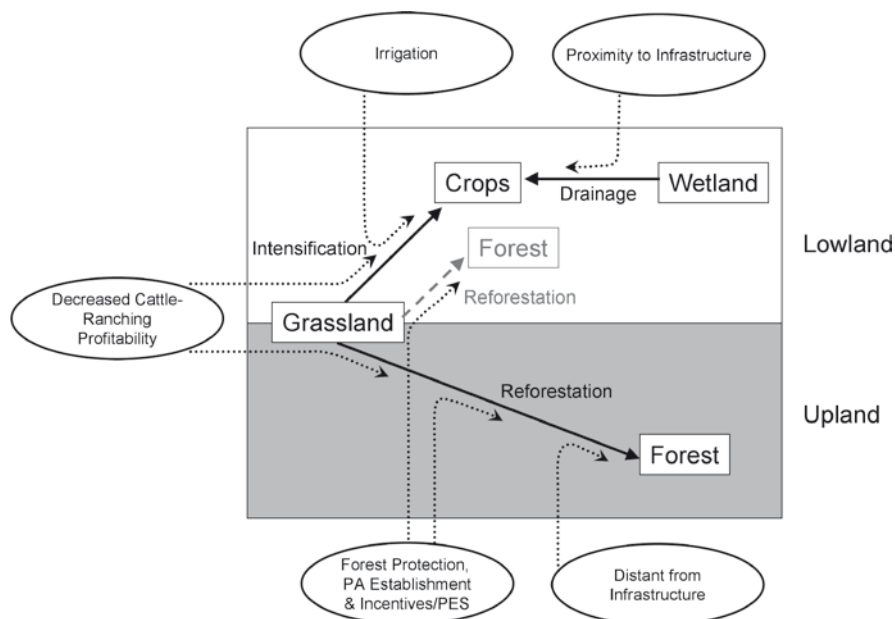 Irrigation
Proximity to Infrastructure
Crops
Wetland
Drainage
Intensification
Forest
Lowland
Reforestation
Decreased Cattle-
Ranching
Profitability
Grassland
Reforestation
Upland
Forest
Forest Protection,
PA Establishment
& Incentives/PES
Distant from
Infrastructure